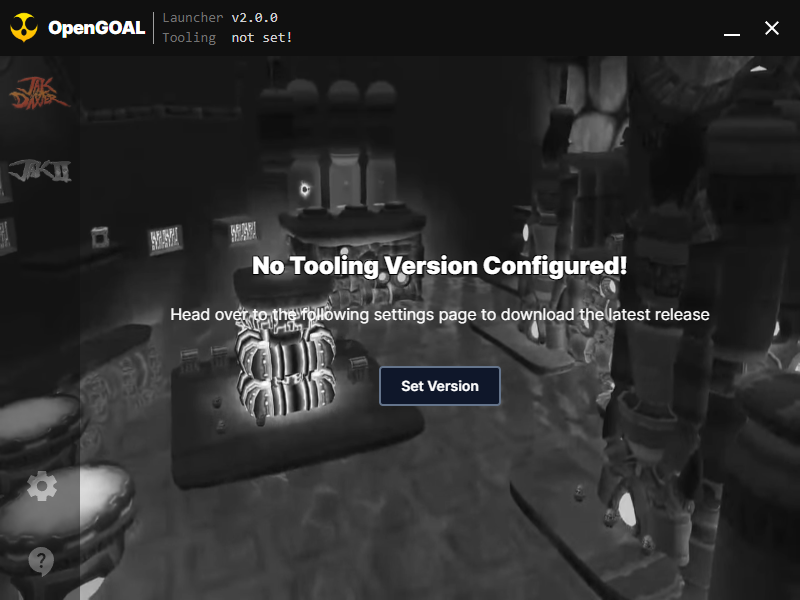 OpenGOAL
Launcher v2.0.0
Tooling not set!
JAK DAXTER
JAK II
No Tooling Version Configured!
Head over to the following settings page to download the latest release
Set Version
?